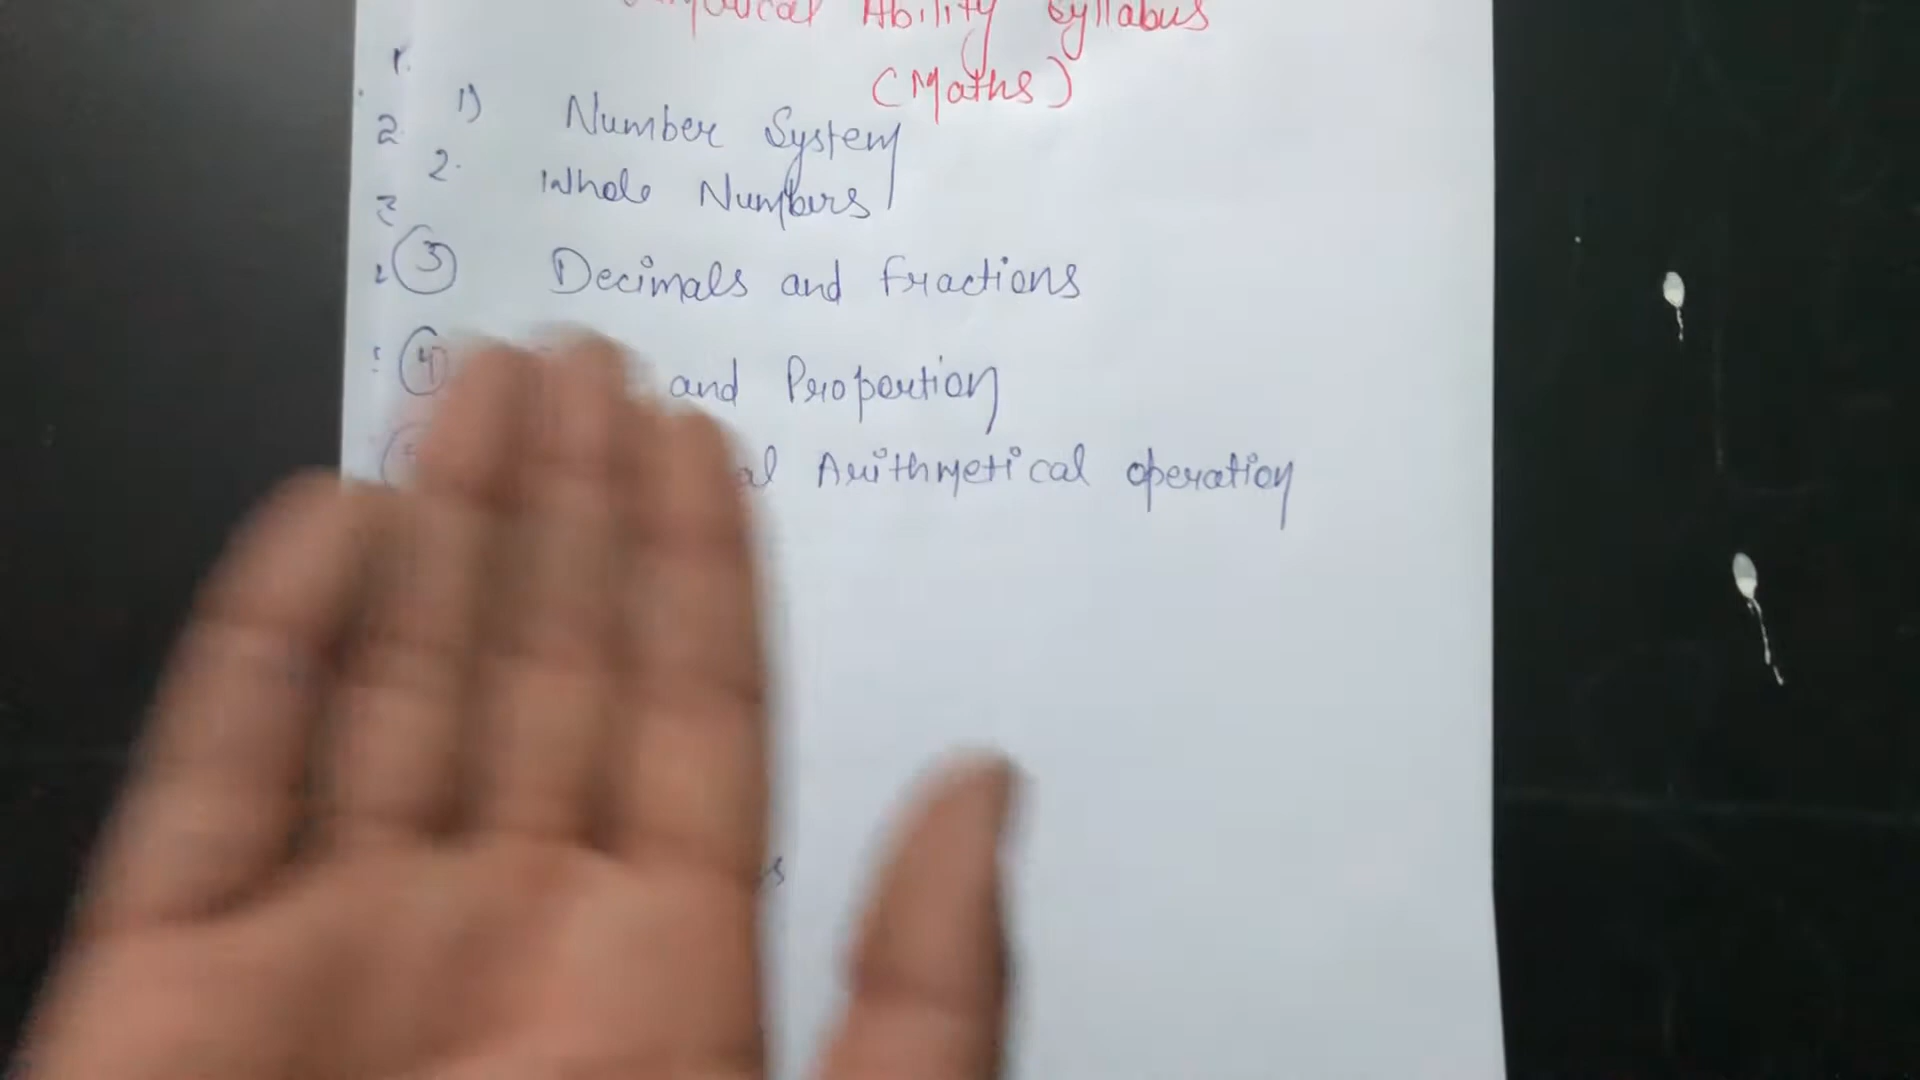 Ability Syllabus
(Maths)
1) Number System
2. Whole Numbers
3 Decimals and Fractions
4 and Proportion
Arithmetical operation